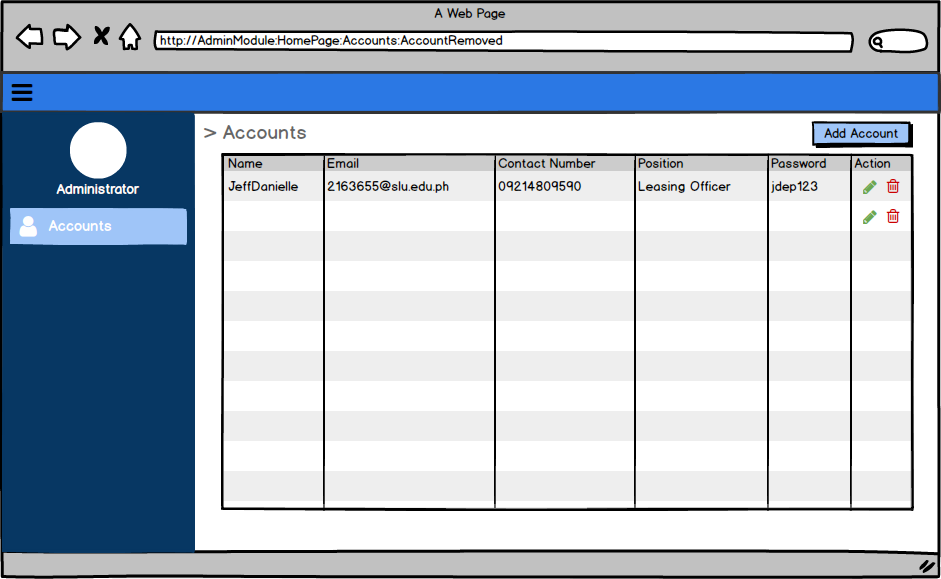 A Web Page
http://AdminModule:HomePage:Accounts:AccountRemoved
Administrator
Accounts
> Accounts
Add Account
Name Email Contact Number Position Password Action
JeffDanielle 2163655@slu.edu.ph 09214809590 Leasing Officer jdep123